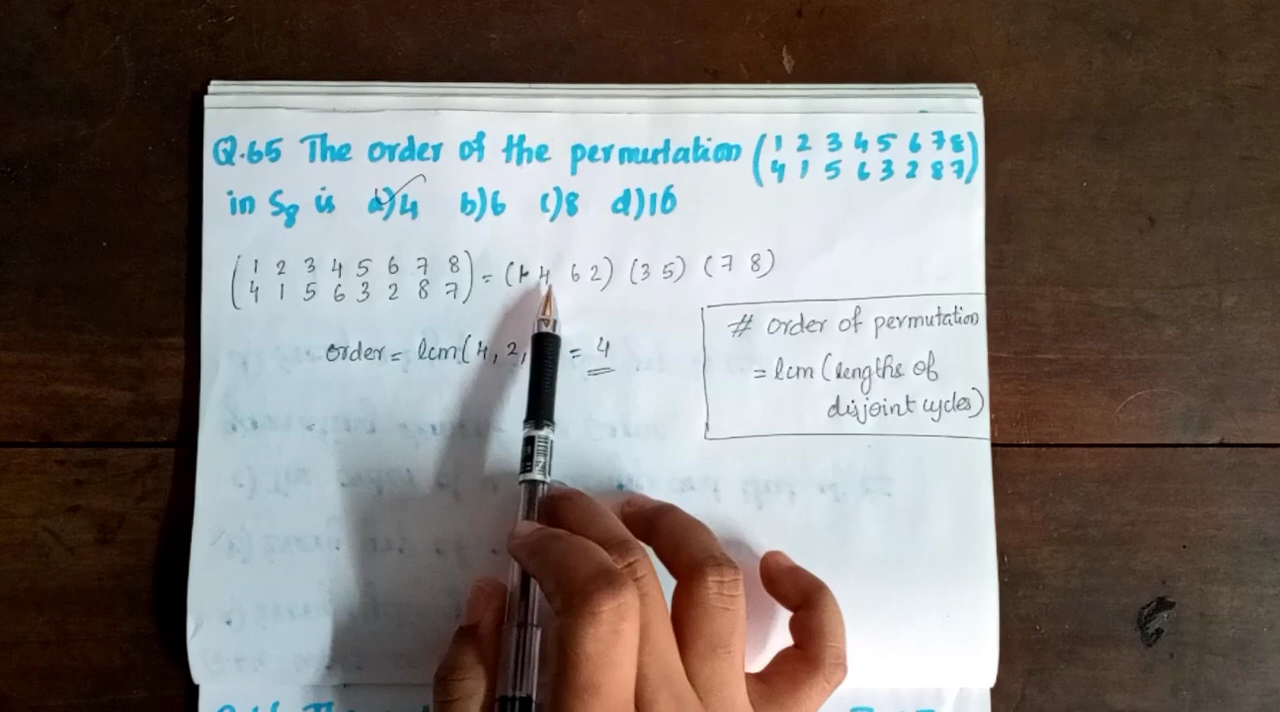 Q.65 The order of the permutation (1 2 3 4 5 6 7 8
4 1 5 6 3 2 8 7)
in S8 is a)4 b)6 c)8 d)16
(1 2 3 4 5 6 7 8
4 1 5 6 3 2 8 7) = (1 4 6 2) (3 5) (7 8)
order = lcm(4, 2, = 4
# order of permutation
= lcm (lengths of
disjoint cycles)